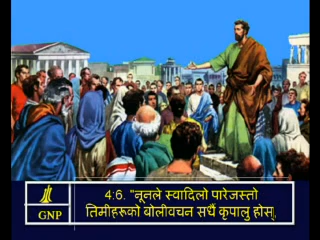 4:6. "नूनले स्वादिलो पारेजस्तो
तिमीहरूको बोलीवचन सधैं कृपालु होस्,
GNP